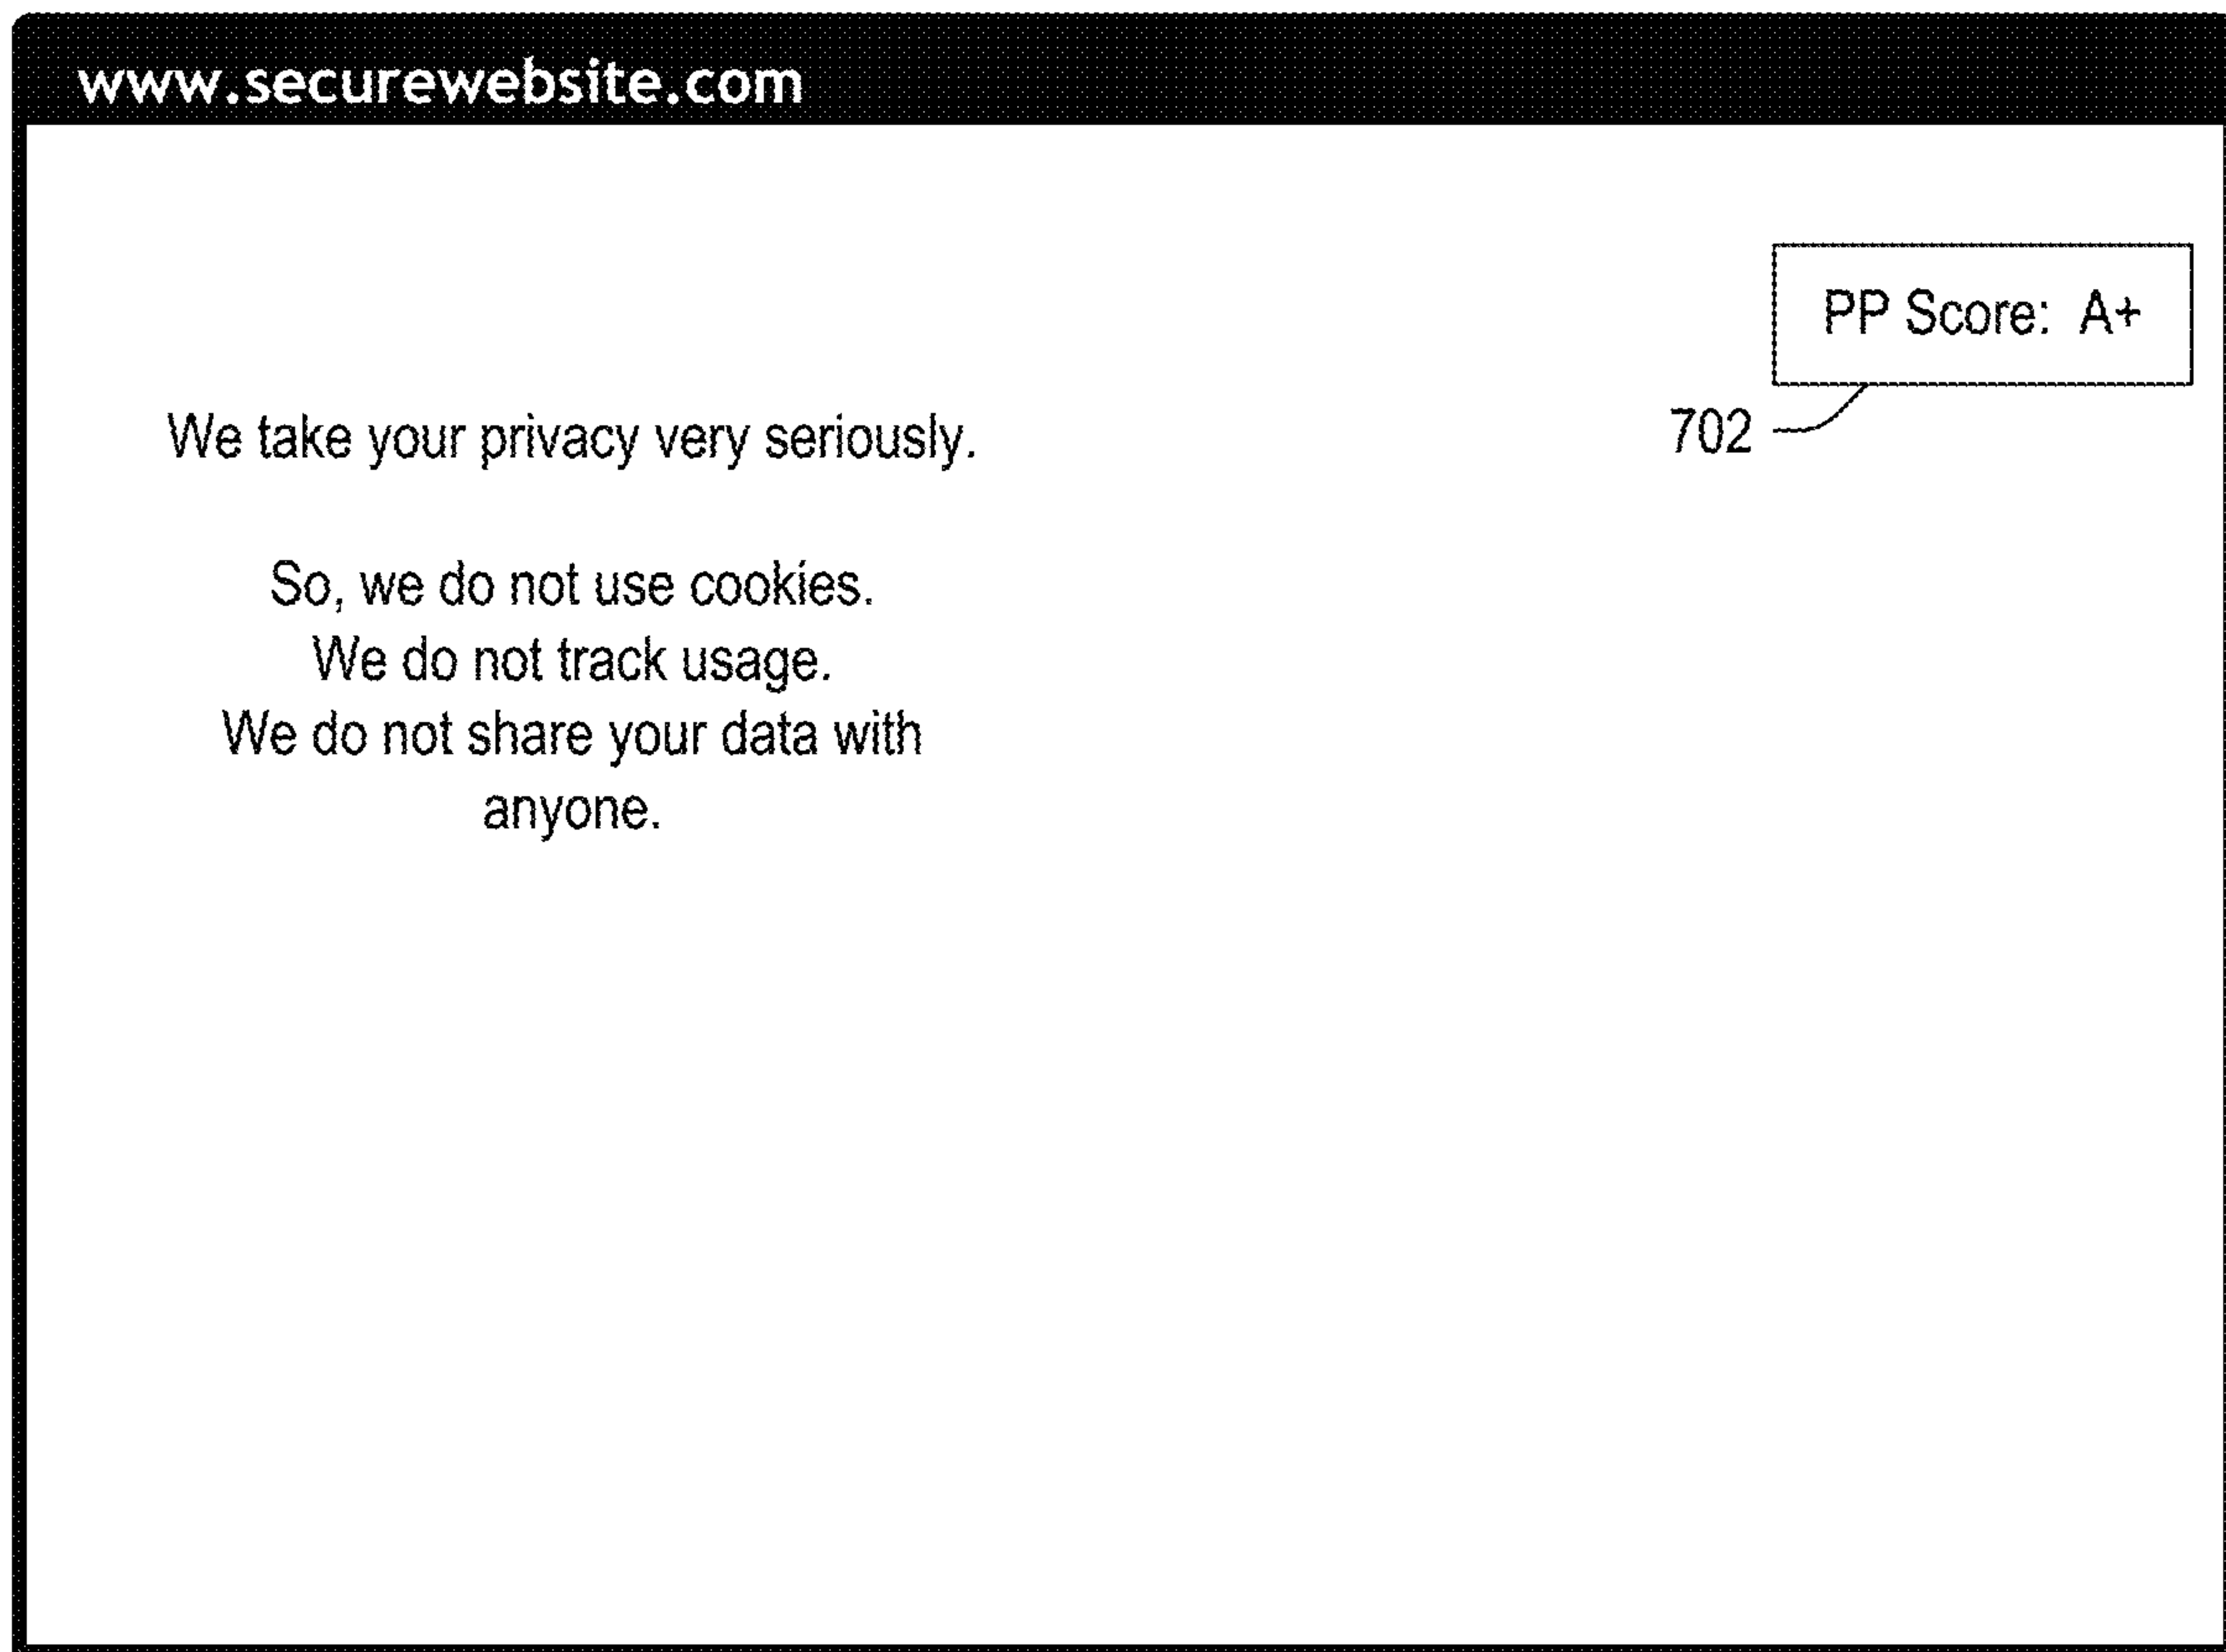 www.securewebsite.com
PP Score: A+
702
We take your privacy very seriously.
So, we do not use cookies.
We do not track usage.
We do not share your data with
anyone.